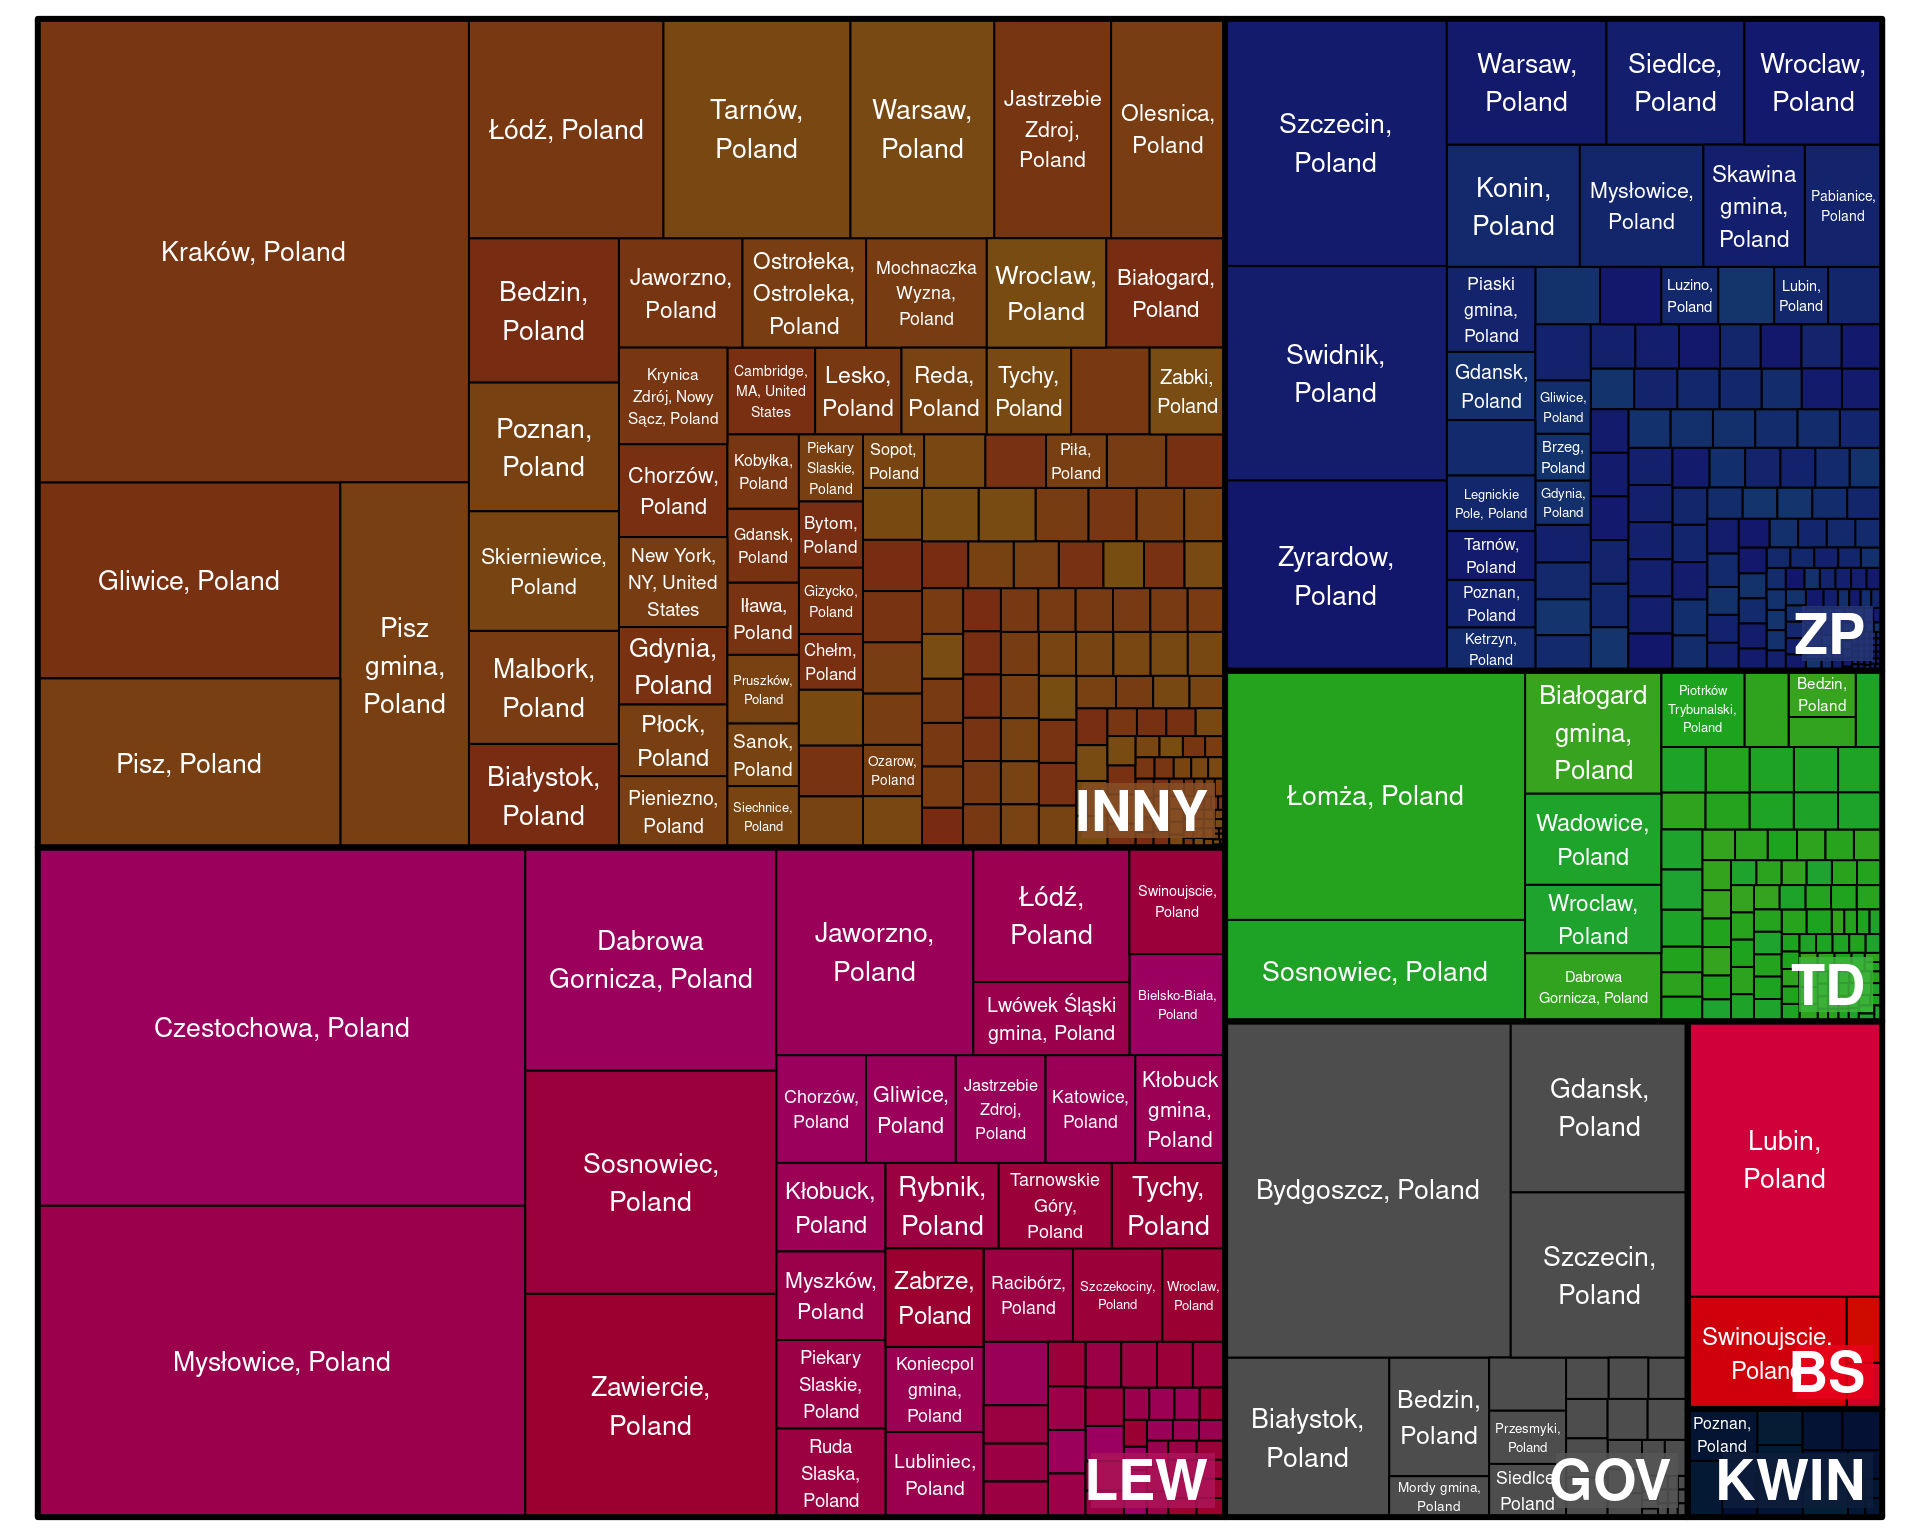 Kraków, Poland
Gliwice, Poland
Pisz, Poland
Pisz
gmina,
Poland
Łódź, Poland
Tarnów,
Poland
Warsaw,
Poland
Jastrzebie
Zdroj,
Poland
Olesnica,
Poland
Bedzin,
Poland
Poznan,
Poland
Skierniewice,
Poland
Malbork,
Poland
Białystok,
Poland
Jaworzno,
Poland
Ostrołeka,
Ostroleka,
Poland
Mochnaczka
Wyzna,
Poland
Wroclaw,
Poland
Białogard,
Poland
Krynica
Zdrój, Nowy
Sącz, Poland
Chorzów,
Poland
New York,
NY, United
States
Gdynia,
Poland
Płock,
Poland
Pieniezno,
Poland
Cambridge,
MA, United
States
Lesko,
Poland
Reda,
Poland
Tychy,
Poland
Zabki,
Poland
Kobyłka,
Poland
Gdansk,
Poland
Iława,
Poland
Pruszków,
Poland
Sanok,
Poland
Siechnice,
Poland
Piekary
Slaskie,
Poland
Bytom,
Poland
Gizycko,
Poland
Chełm,
Poland
Sopot,
Poland
Piła,
Poland
Ozarow,
Poland
INNY
Szczecin,
Poland
Swidnik,
Poland
Zyrardow,
Poland
Warsaw,
Poland
Siedlce,
Poland
Wroclaw,
Poland
Konin,
Poland
Mysłowice,
Poland
Skawina
gmina,
Poland
Pabianice,
Poland
Piaski
gmina,
Poland
Gdansk,
Poland
Legnickie
Pole, Poland
Tarnów,
Poland
Poznan,
Poland
Ketrzyn,
Poland
Luzino,
Poland
Lubin,
Poland
Gliwice,
Poland
Brzeg,
Poland
Gdynia,
Poland
ZP
Czestochowa, Poland
Mysłowice, Poland
Dabrowa
Gornicza, Poland
Sosnowiec,
Poland
Zawiercie,
Poland
Jaworzno,
Poland
Łódź,
Poland
Lwówek Śląski
gmina, Poland
Swinoujscie,
Poland
Bielsko-Biała,
Poland
Chorzów,
Poland
Gliwice,
Poland
Jastrzebie
Zdroj,
Poland
Katowice,
Poland
Kłobuck
gmina,
Poland
Kłobuck,
Poland
Myszków,
Poland
Piekary
Slaskie,
Poland
Ruda
Slaska,
Poland
Rybnik,
Poland
Tarnowskie
Góry,
Poland
Tychy,
Poland
Zabrze,
Poland
Koniecpol
gmina,
Poland
Lubliniec,
Poland
Racibórz,
Poland
Szczekociny,
Poland
Wroclaw,
Poland
LEW
Łomża, Poland
Sosnowiec, Poland
Białogard
gmina,
Poland
Wadowice,
Poland
Wroclaw,
Poland
Dabrowa
Gornicza, Poland
Piotrków
Trybunalski,
Poland
Bedzin,
Poland
TD
Bydgoszcz, Poland
Gdansk,
Poland
Szczecin,
Poland
Białystok,
Poland
Bedzin,
Poland
Mordy gmina,
Poland
Przesmyki,
Poland
Siedlce
Poland
GOV
Lubin,
Poland
Swinoujscie,
Poland
BS
Poznan,
Poland
KWIN